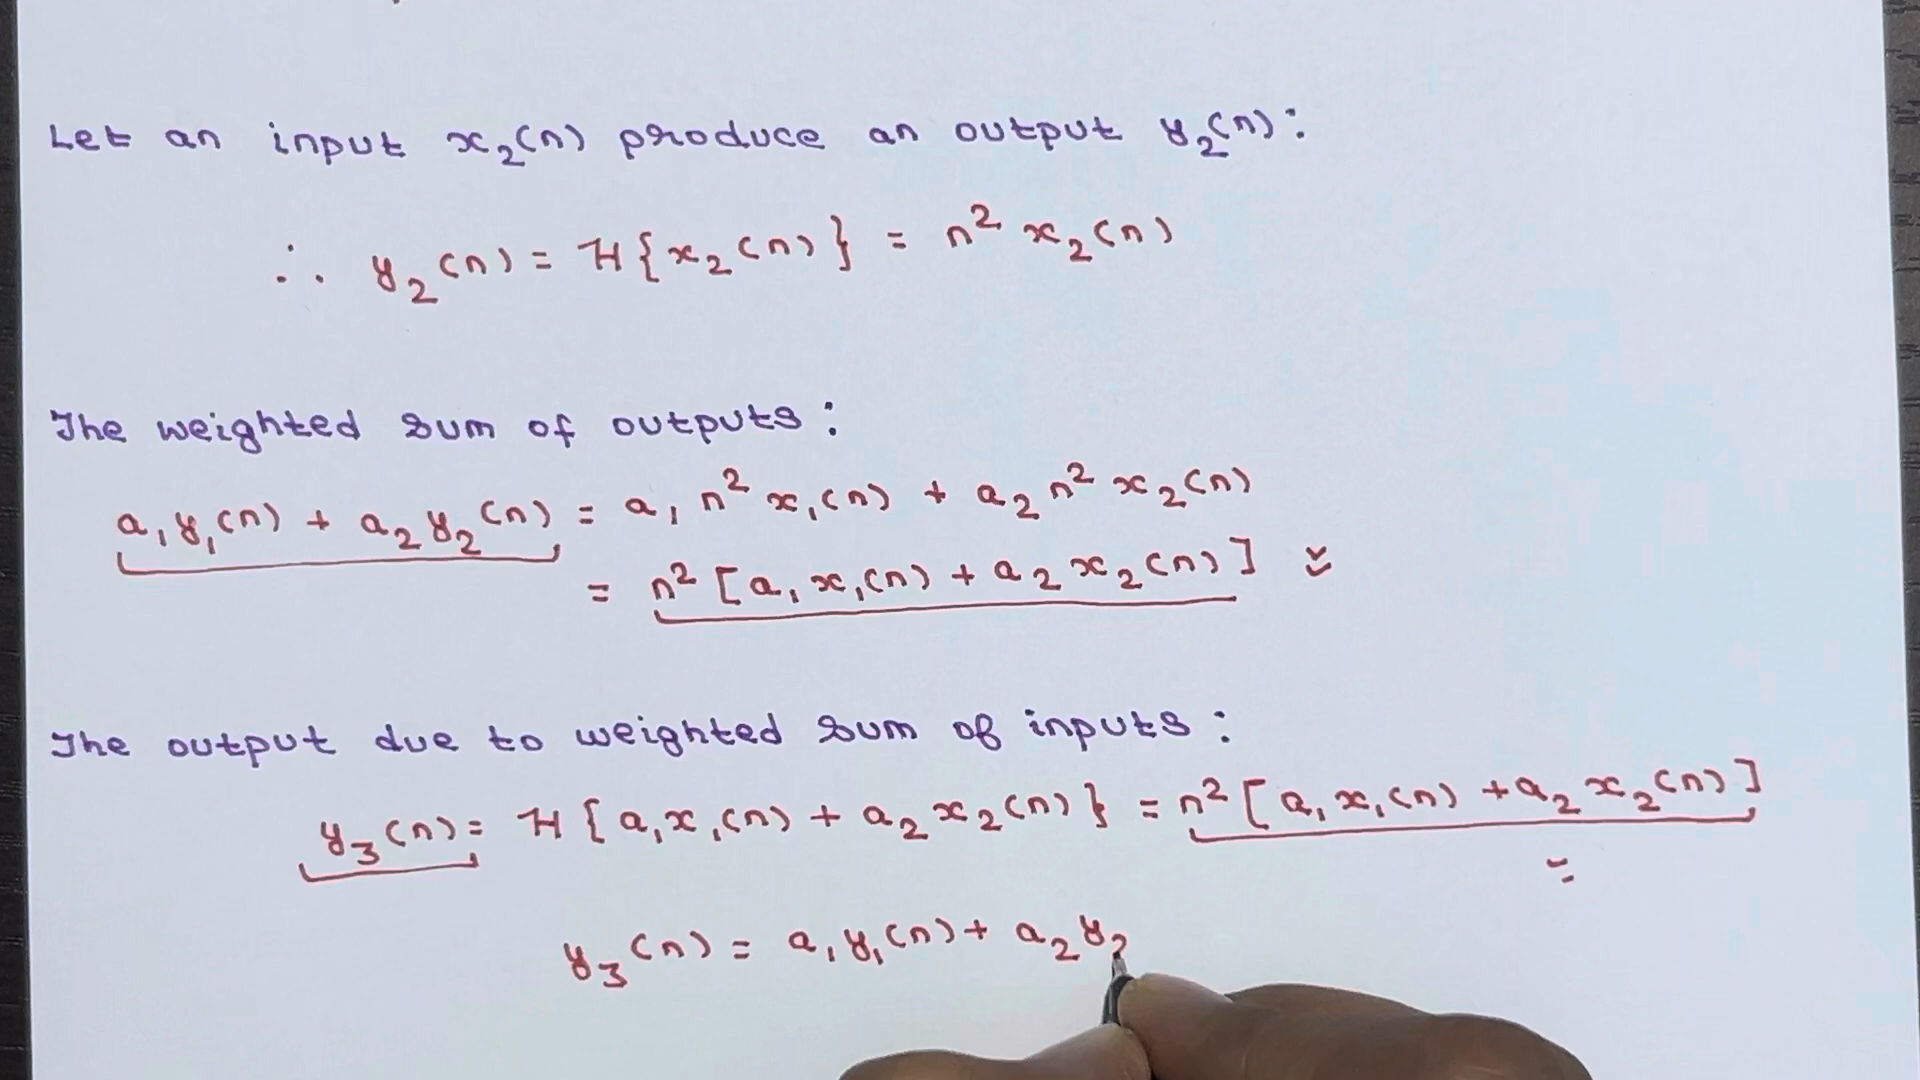 Let an input x₂(n) produce an output y₂(n):
∴ y₂(n) = H{x₂(n)} = n² x₂(n)
The weighted sum of outputs:
a₁y₁(n) + a₂y₂(n) = a₁ n² x₁(n) + a₂ n² x₂(n)
= n² [a₁x₁(n) + a₂x₂(n)]
The output due to weighted sum of inputs:
y₃(n) = H{a₁x₁(n) + a₂x₂(n)} = n² [a₁x₁(n) + a₂x₂(n)]
y₃(n) = a₁y₁(n) + a₂y₂